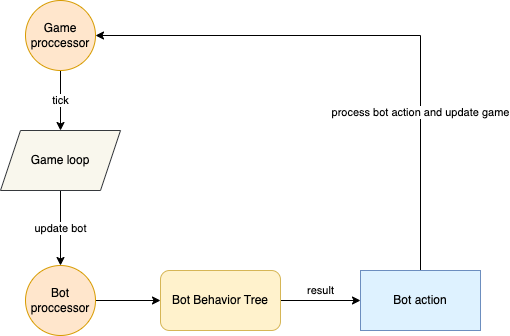 Game
proccessor
tick
process bot action and update game
Game loop
update bot
Bot
proccessor
Bot Behavior Tree
result
Bot action